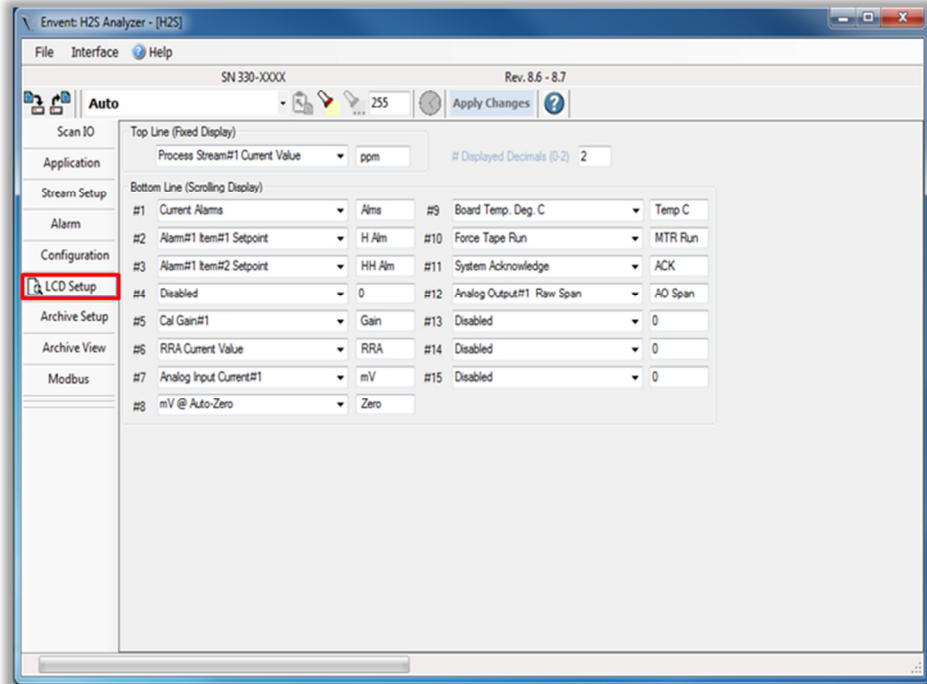 Envent: H2S Analyzer - [H2S]
File Interface Help
SN 330-XXXX Rev. 8.6 - 8.7
Auto 255 Apply Changes
Scan IO
Application
Stream Setup
Alarm
Configuration
LCD Setup
Archive Setup
Archive View
Modbus
Top Line (Fixed Display)
Process Stream#1 Current Value ppm # Displayed Decimals (0-2) 2
Bottom Line (Scrolling Display)
#1 Current Alarms Alms
#2 Alarm#1 Item#1 Setpoint H Alm
#3 Alarm#1 Item#2 Setpoint HH Alm
#4 Disabled 0
#5 Cal Gain#1 Gain
#6 RRA Current Value RRA
#7 Analog Input Current#1 mV
#8 mV @ Auto-Zero Zero
#9 Board Temp. Deg. C Temp C
#10 Force Tape Run MTR Run
#11 System Acknowledge ACK
#12 Analog Output#1 Raw Span AO Span
#13 Disabled 0
#14 Disabled 0
#15 Disabled 0